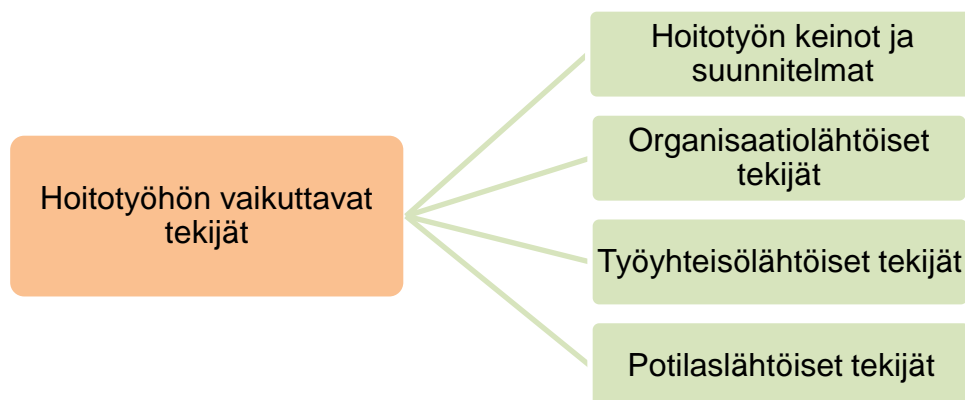 Hoitotyön keinot ja
suunnitelmat
Organisaatiolähtöiset
tekijät
Hoitotyöhön vaikuttavat
tekijät
Työyhteisölähtöiset tekijät
Potilaslähtöiset tekijät